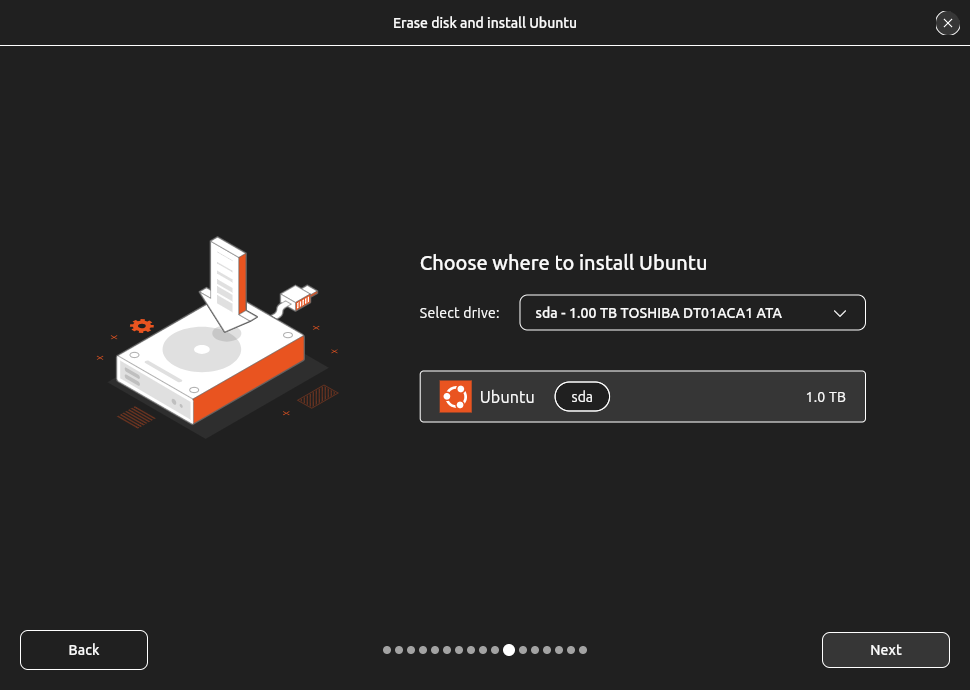 Erase disk and install Ubuntu
Choose where to install Ubuntu
Select drive: sda - 1.00 TB TOSHIBA DT01ACA1 ATA
Ubuntu sda 1.0 TB
Back Next